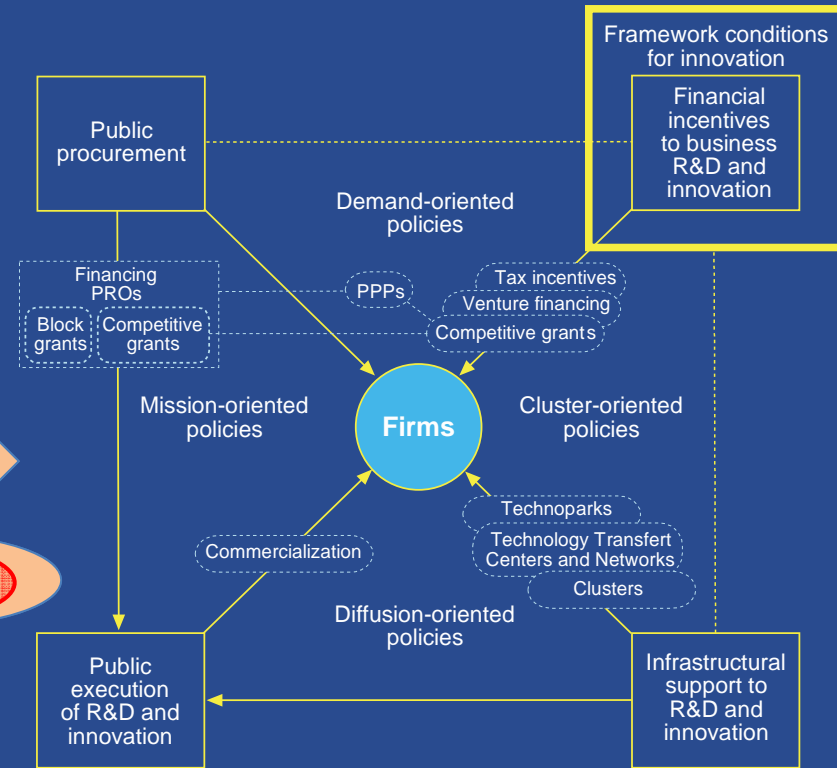 Framework conditions
for innovation
Public
procurement
Financial
incentives
to business
R&D and
innovation
Demand-oriented
policies
Financing
PROs
Block
grants
Competitive
grants
PPPs
Tax incentives
Venture financing
Competitive grants
Mission-oriented
policies
Firms
Cluster-oriented
policies
Commercialization
Technoparks
Technology Transfert
Centers and Networks
Clusters
Diffusion-oriented
policies
Public
execution
of R&D and
innovation
Infrastructural
support to
R&D and
innovation